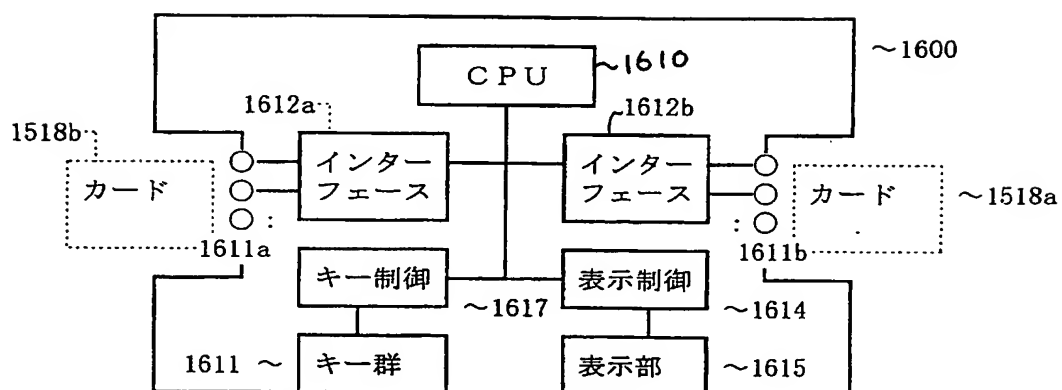 ~1600
CPU
~1610
1612a
1612b
1518b
インター
フェース
インター
フェース
カード
カード
~1518a
:
:
1611a
1611b
キー制御
表示制御
~1617
~1614
1611 ~
キー群
表示部
~1615